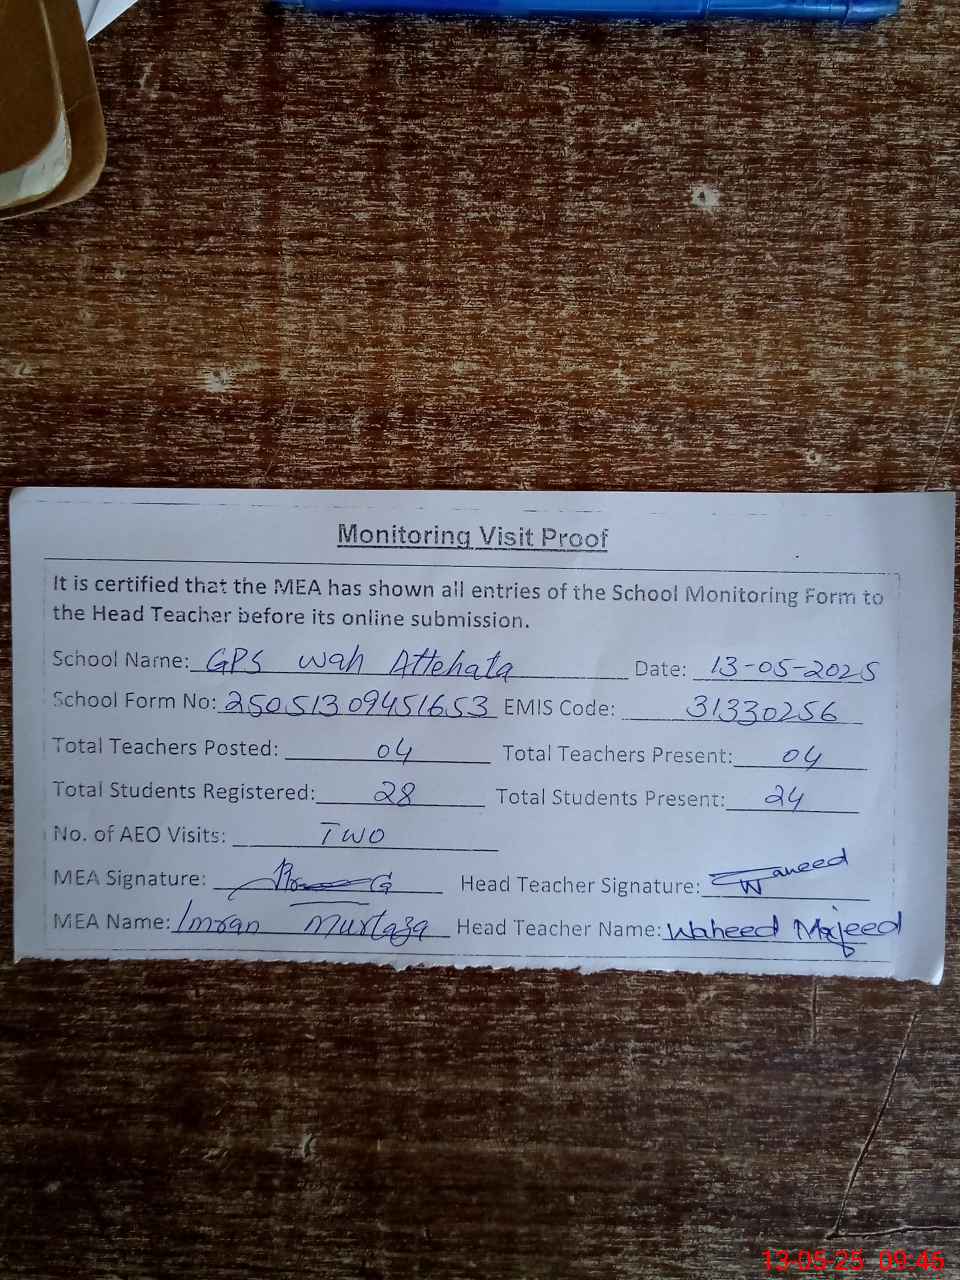 Monitoring Visit Proof
It is certified that the MEA has shown all entries of the School Monitoring Form to
the Head Teacher before its online submission.
School Name: GPS Wah Attehata Date: 13-05-2025
School Form No: 25051309451653 EMIS Code: 31330256
Total Teachers Posted: 04 Total Teachers Present: 04
Total Students Registered: 28 Total Students Present: 24
No. of AEO Visits: TWO
MEA Signature: Head Teacher Signature: Waheed
MEA Name: Imran Murtaza Head Teacher Name: Waheed Majeed
13-05-25 09:46